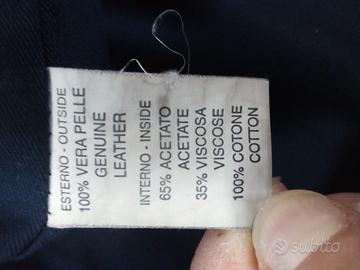 ESTERNO - OUTSIDE
100% VERA PELLE
GENUINE
LEATHER
INTERNO - INSIDE
65% ACETATO
ACETATE
35% VISCOSA
VISCOSE
100% COTONE
COTTON
subito